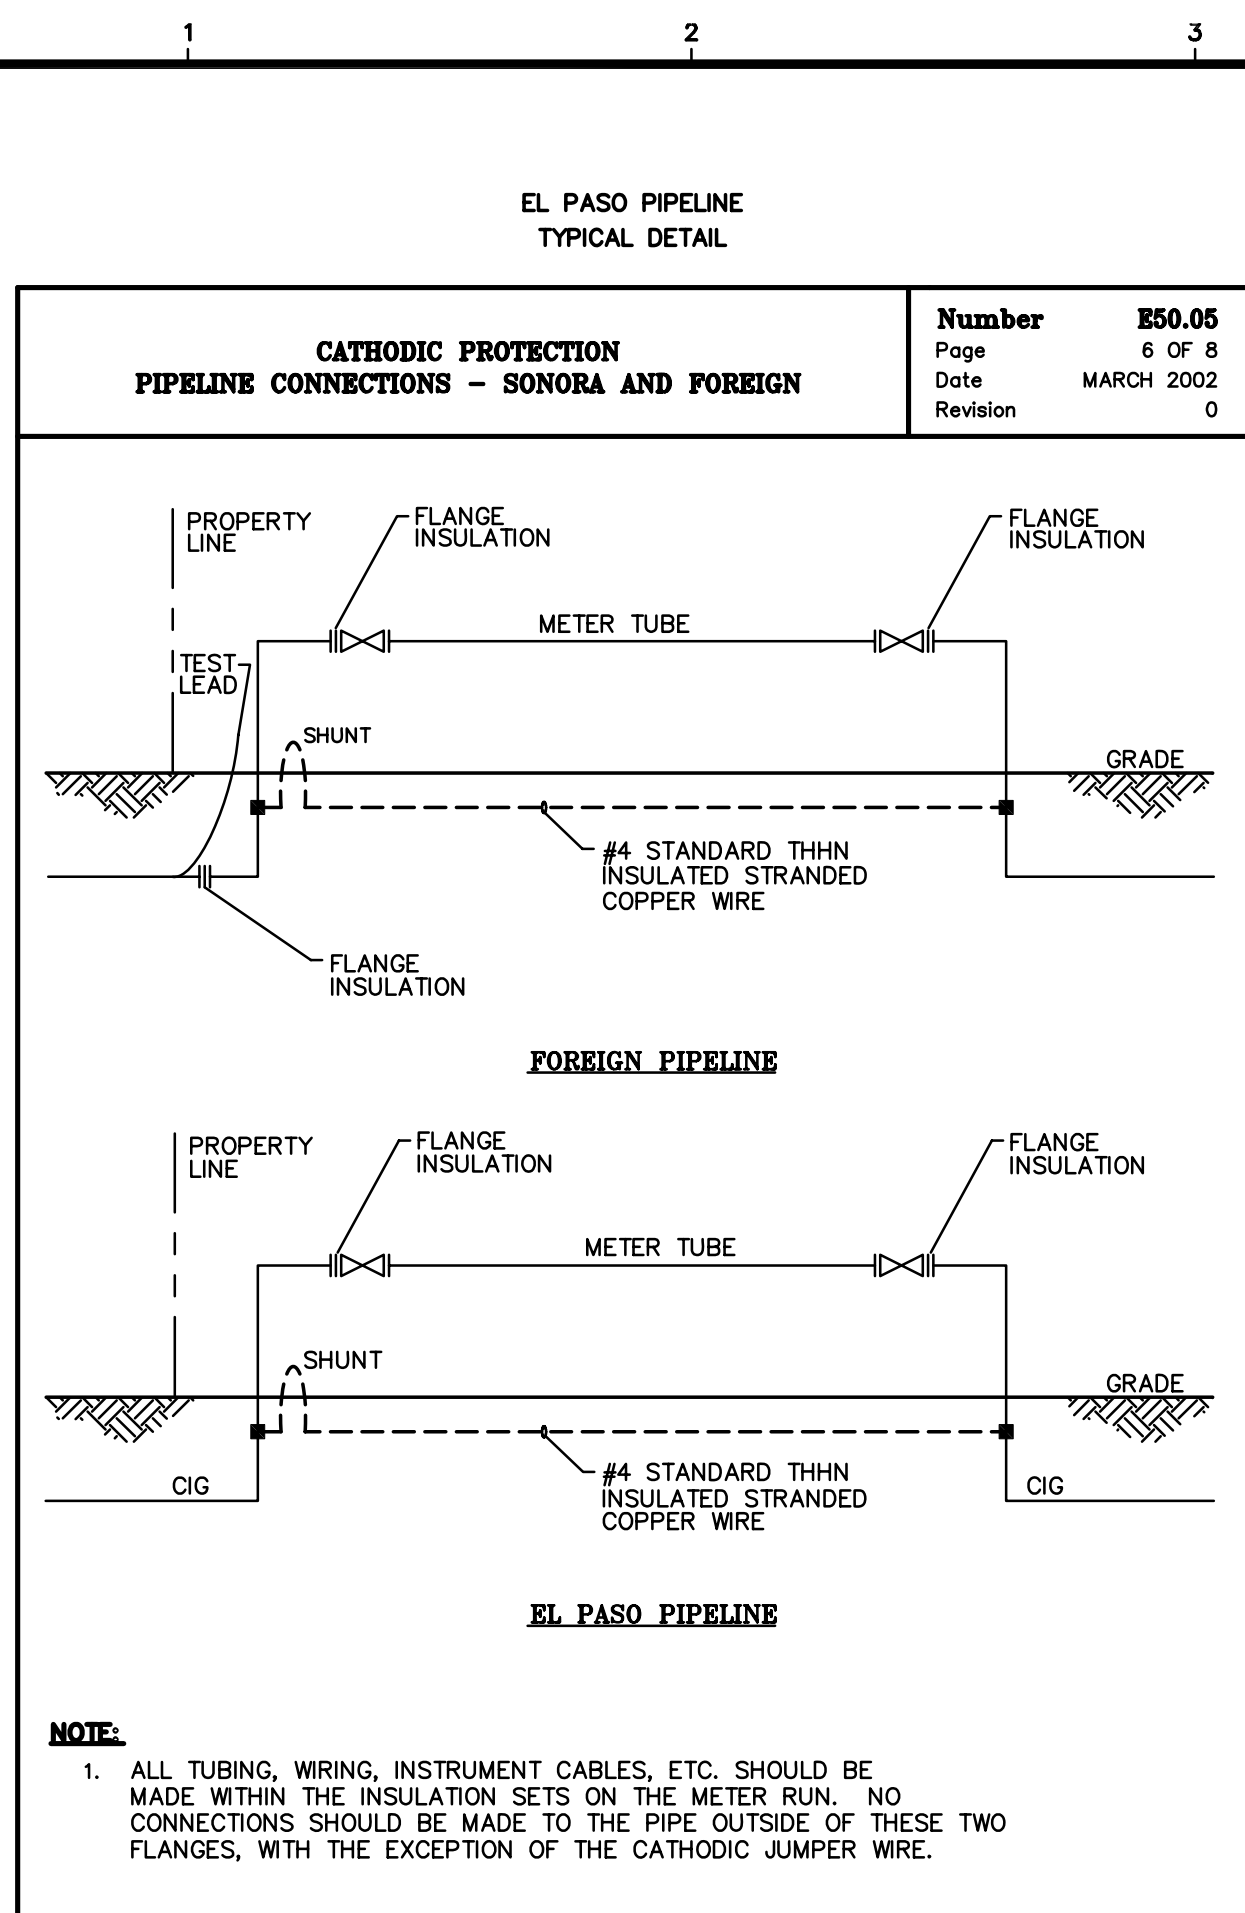 1 2 3
EL PASO PIPELINE
TYPICAL DETAIL
CATHODIC PROTECTION
PIPELINE CONNECTIONS – SONORA AND FOREIGN
Number E50.05
Page 6 OF 8
Date MARCH 2002
Revision 0
PROPERTY
LINE
FLANGE
INSULATION
FLANGE
INSULATION
METER TUBE
TEST
LEAD
SHUNT
GRADE
#4 STANDARD THHN
INSULATED STRANDED
COPPER WIRE
FLANGE
INSULATION
FOREIGN PIPELINE
PROPERTY
LINE
FLANGE
INSULATION
FLANGE
INSULATION
METER TUBE
SHUNT
GRADE
#4 STANDARD THHN
INSULATED STRANDED
COPPER WIRE
CIG
CIG
EL PASO PIPELINE
NOTE:
1. ALL TUBING, WIRING, INSTRUMENT CABLES, ETC. SHOULD BE
MADE WITHIN THE INSULATION SETS ON THE METER RUN. NO
CONNECTIONS SHOULD BE MADE TO THE PIPE OUTSIDE OF THESE TWO
FLANGES, WITH THE EXCEPTION OF THE CATHODIC JUMPER WIRE.